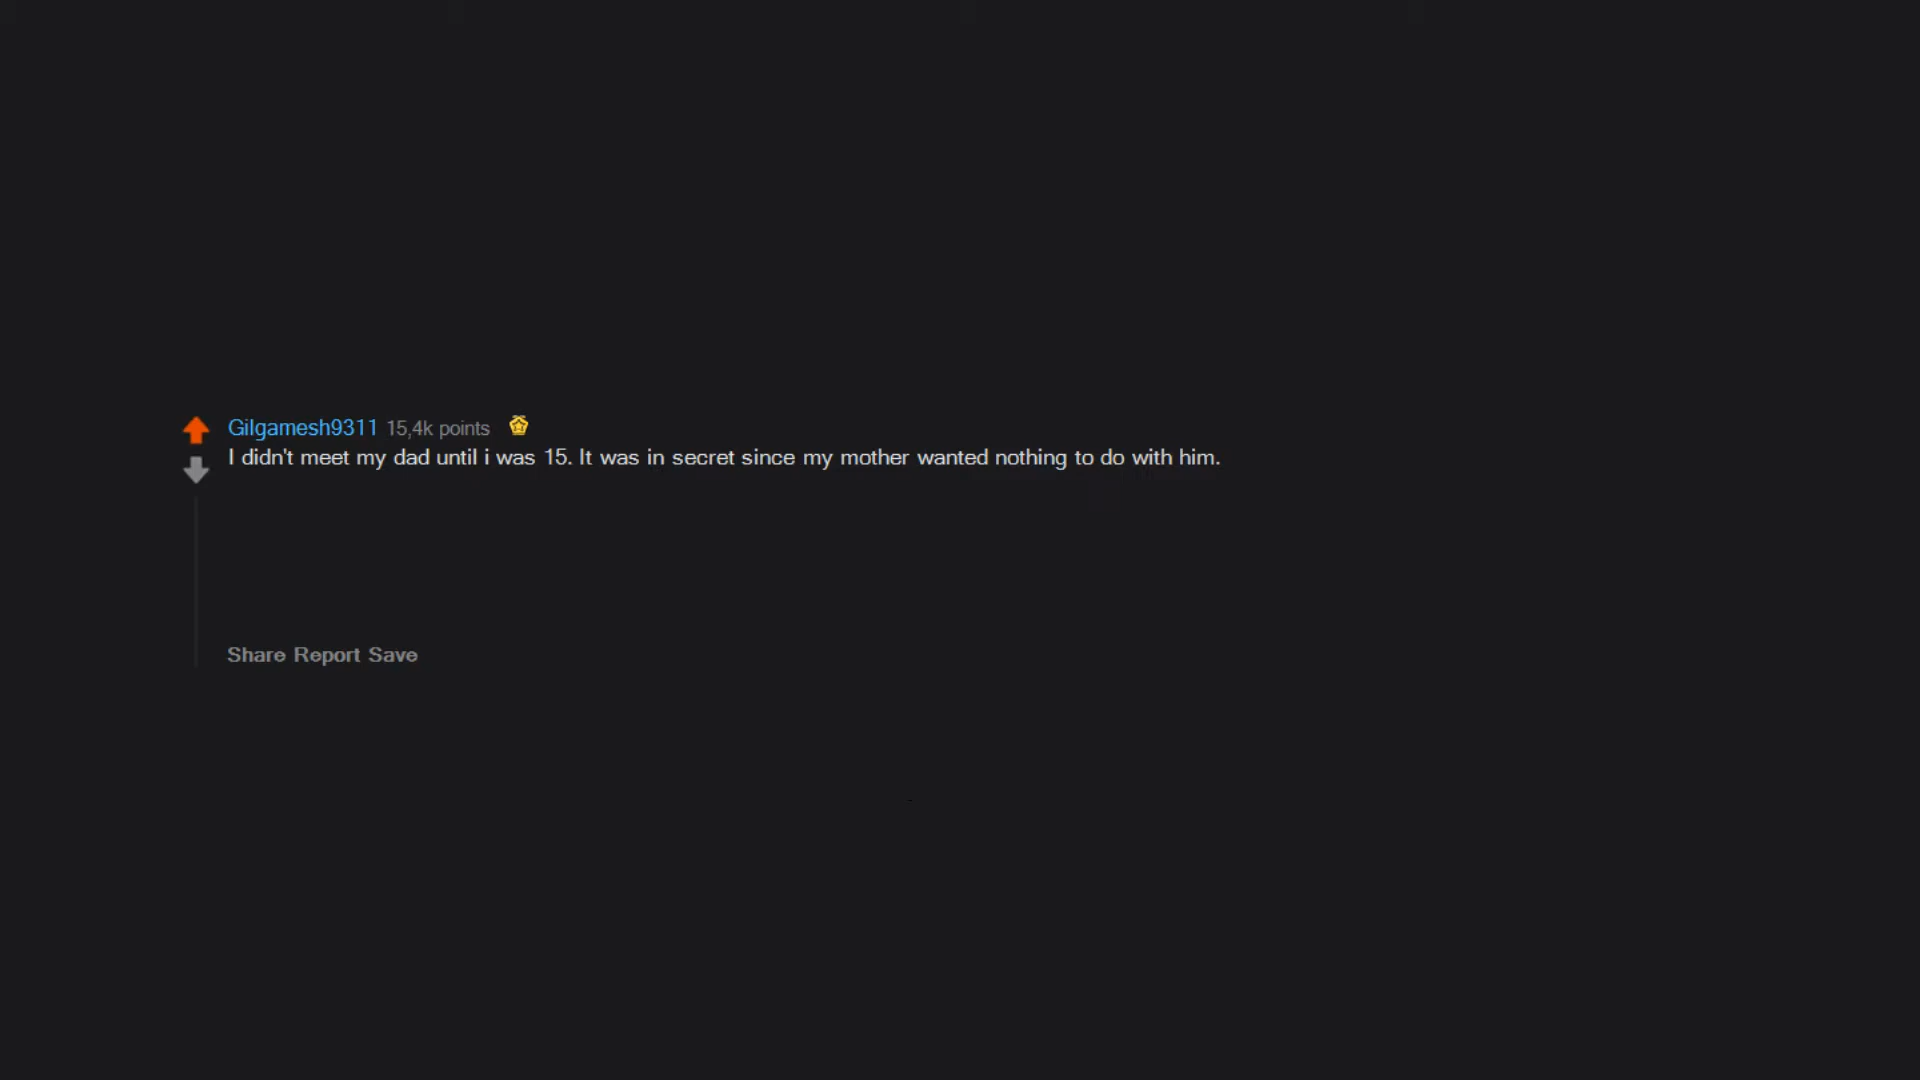 Gilgamesh9311 15,4k points
I didn't meet my dad until i was 15. It was in secret since my mother wanted nothing to do with him.
Share Report Save